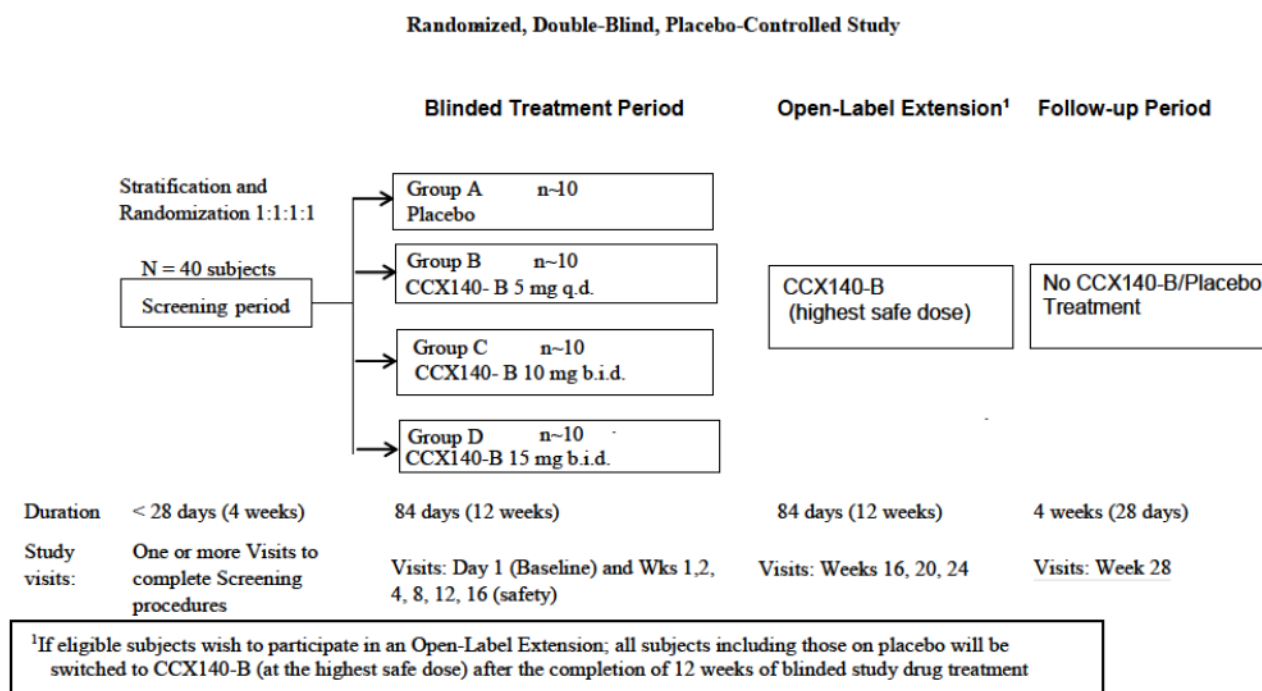 Randomized, Double-Blind, Placebo-Controlled Study
Blinded Treatment Period
Open-Label Extension¹
Follow-up Period
Stratification and
Randomization 1:1:1:1
N = 40 subjects
Screening period
Group A n~10
Placebo
Group B n~10
CCX140- B 5 mg q.d.
Group C n~10
CCX140- B 10 mg b.i.d.
Group D n~10
CCX140-B 15 mg b.i.d.
CCX140-B
(highest safe dose)
No CCX140-B/Placebo
Treatment
Duration < 28 days (4 weeks) 84 days (12 weeks) 84 days (12 weeks) 4 weeks (28 days)
Study
visits:
One or more Visits to
complete Screening
procedures
Visits: Day 1 (Baseline) and Wks 1,2,
4, 8, 12, 16 (safety)
Visits: Weeks 16, 20, 24
Visits: Week 28
¹If eligible subjects wish to participate in an Open-Label Extension; all subjects including those on placebo will be
switched to CCX140-B (at the highest safe dose) after the completion of 12 weeks of blinded study drug treatment